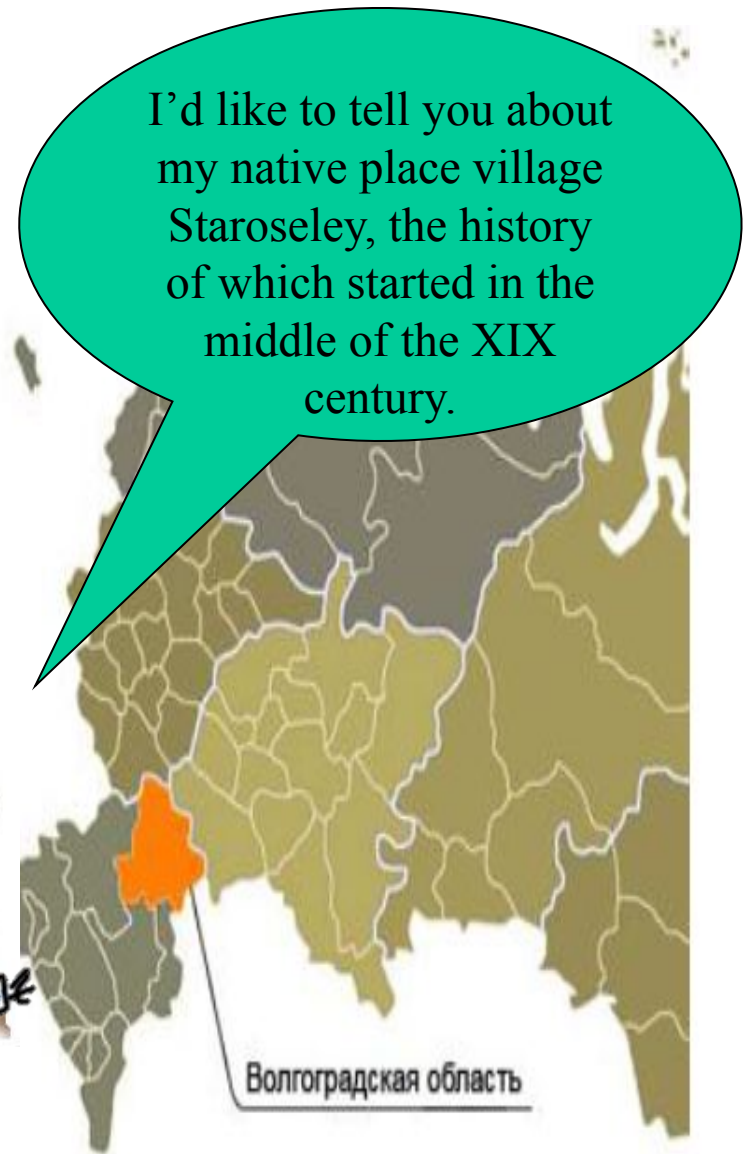 I’d like to tell you about
my native place village
Staroseley, the history
of which started in the
middle of the XIX
century.
Волгоградская область